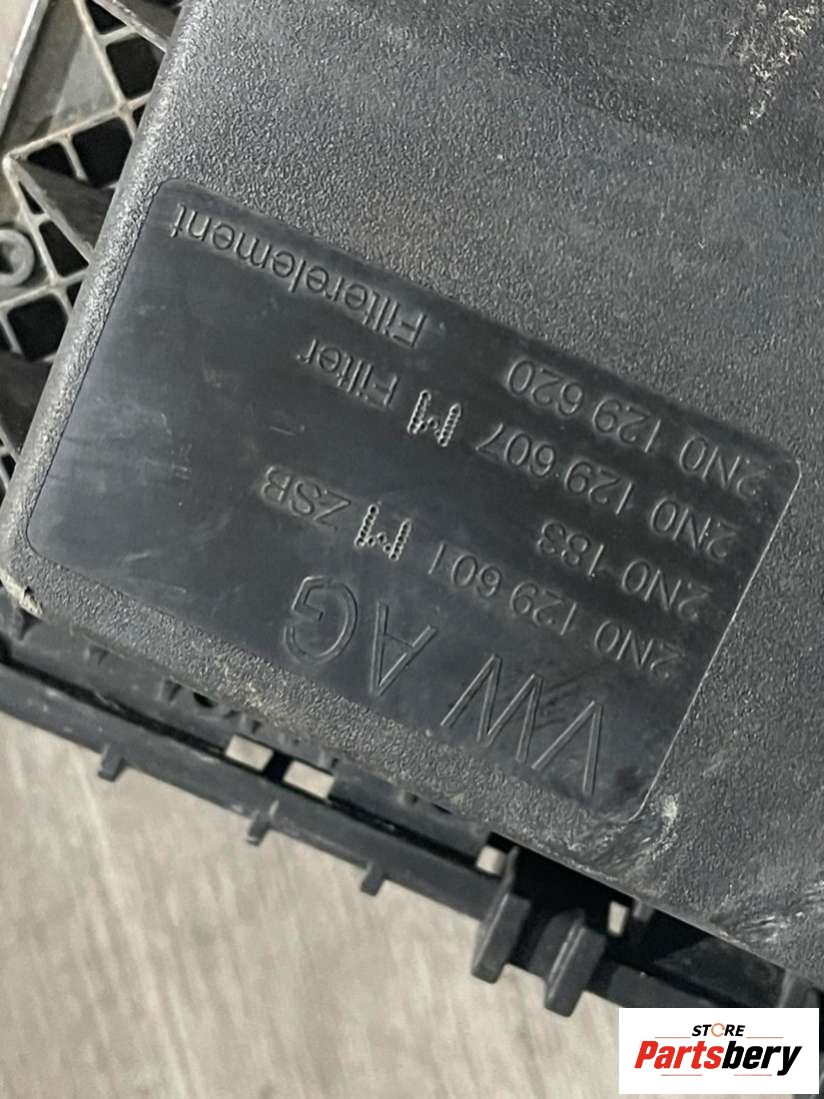 VW AG
2N0 129 601 M ZSB
2N0 183
2N0 129 607 M Filter
2N0 129 620 Filterelement
STORE
Partsbery